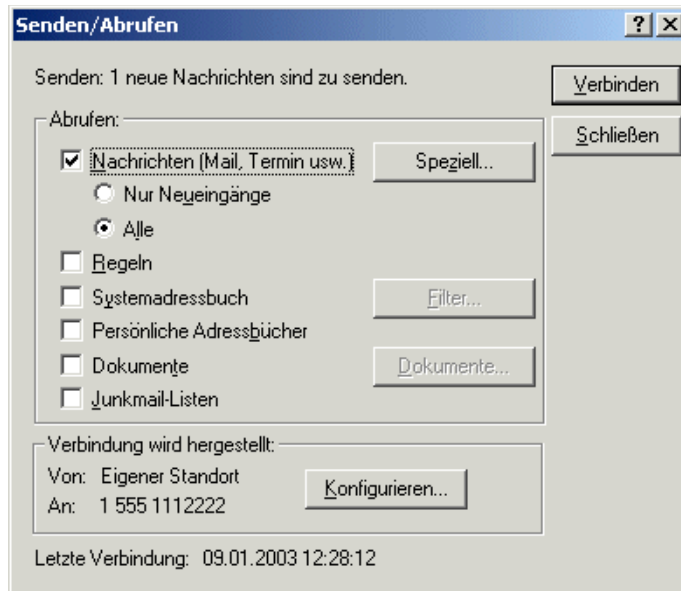 Senden/Abrufen
Senden: 1 neue Nachrichten sind zu senden.
Verbinden
Abrufen:
Schließen
Nachrichten (Mail, Termin usw.)
Speziell...
Nur Neueingänge
Alle
Regeln
Systemadressbuch
Filter...
Persönliche Adressbücher
Dokumente
Dokumente...
Junkmail-Listen
Verbindung wird hergestellt:
Von: Eigener Standort
Konfigurieren...
An: 1 555 1112222
Letzte Verbindung: 09.01.2003 12:28:12